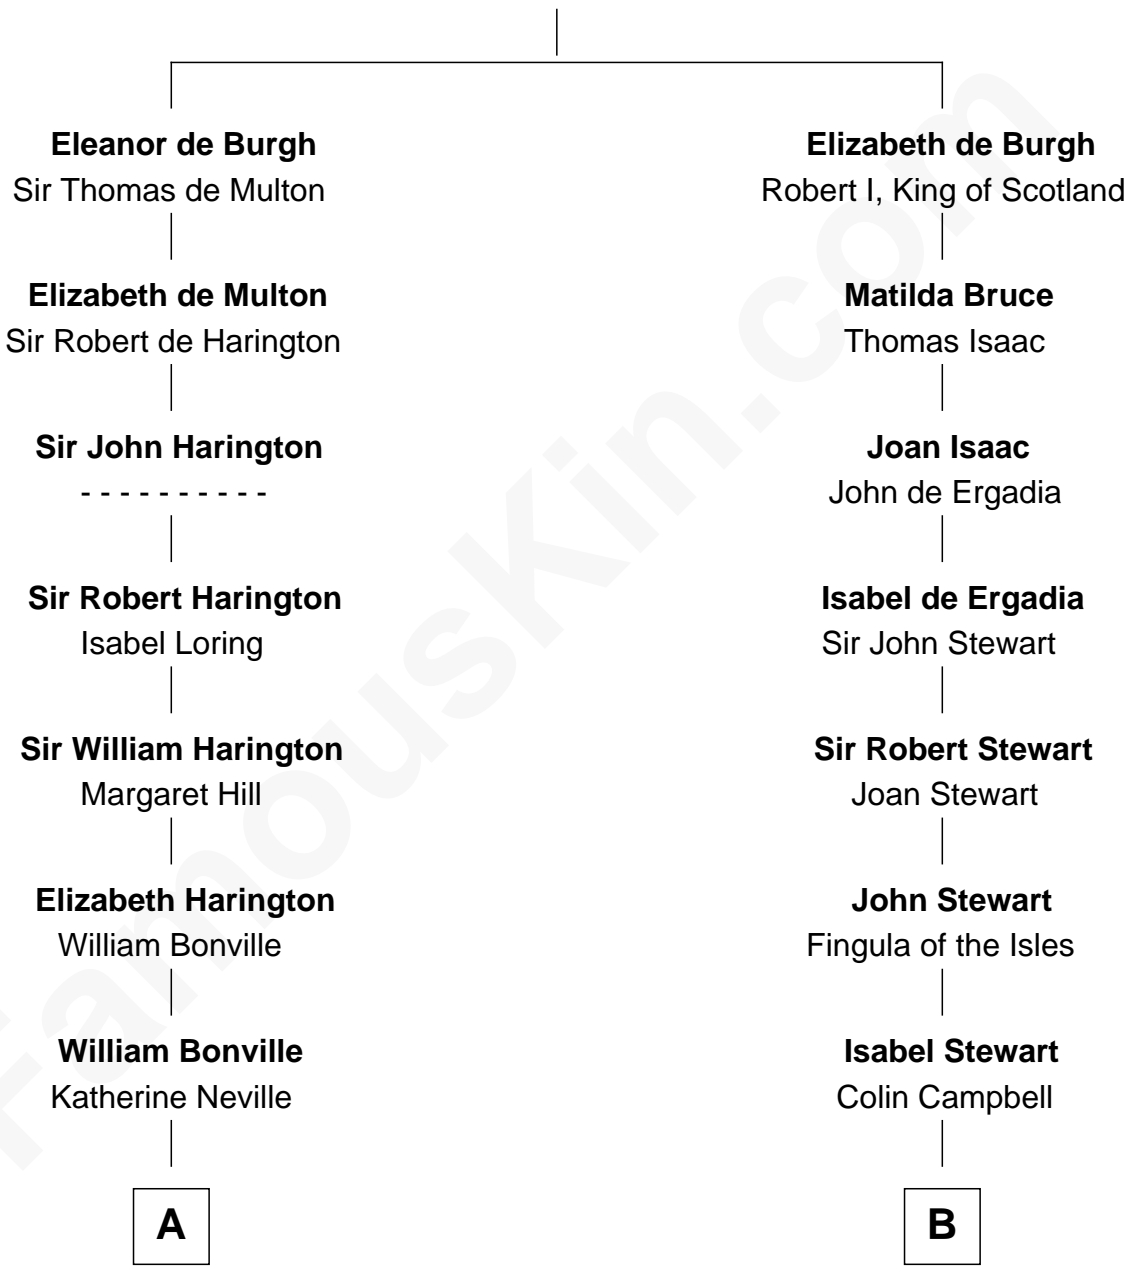 Eleanor de Burgh
Sir Thomas de Multon
Elizabeth de Multon
Sir Robert de Harington
Sir John Harington
- - - - - - - - - -
Sir Robert Harington
Isabel Loring
Sir William Harington
Margaret Hill
Elizabeth Harington
William Bonville
William Bonville
Katherine Neville
A
Elizabeth de Burgh
Robert I, King of Scotland
Matilda Bruce
Thomas Isaac
Joan Isaac
John de Ergadia
Isabel de Ergadia
Sir John Stewart
Sir Robert Stewart
Joan Stewart
John Stewart
Fingula of the Isles
Isabel Stewart
Colin Campbell
B
FamousKin.com